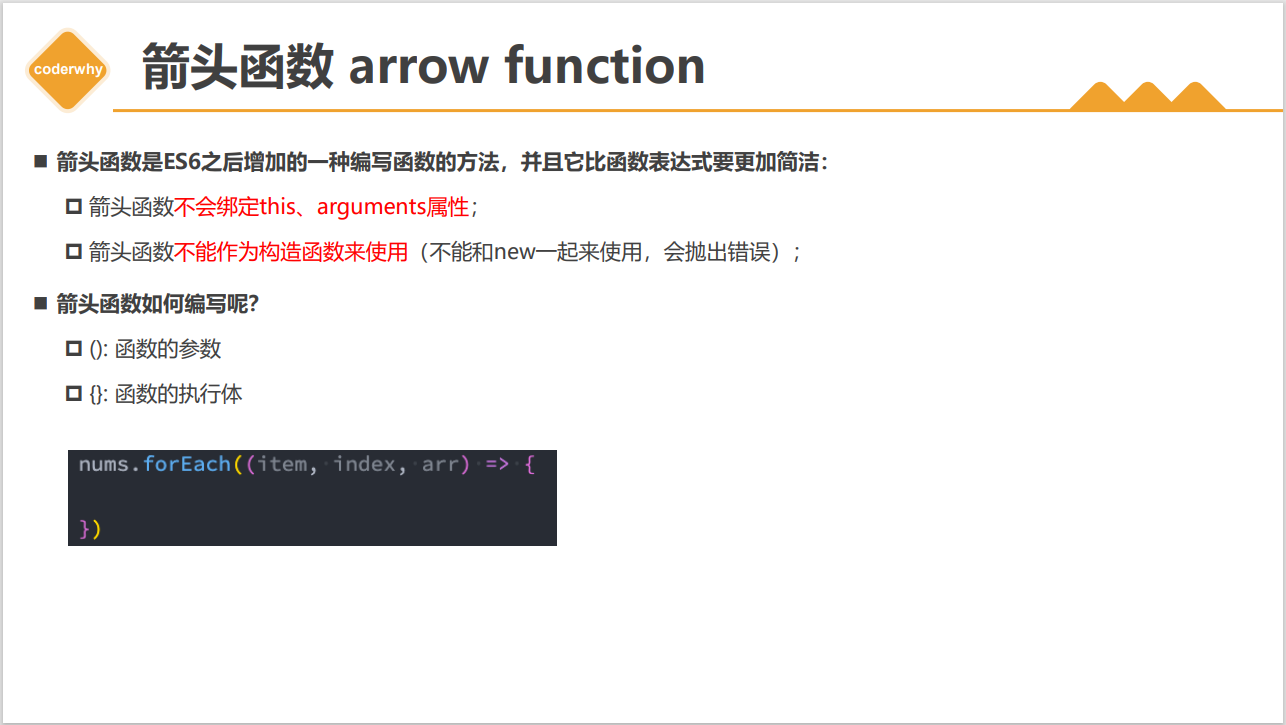 coderwhy
箭头函数 arrow function
箭头函数是ES6之后增加的一种编写函数的方法，并且它比函数表达式要更加简洁：
箭头函数不会绑定this、arguments属性；
箭头函数不能作为构造函数来使用（不能和new一起来使用，会抛出错误）；
箭头函数如何编写呢？
(): 函数的参数
{}: 函数的执行体
nums.forEach((item, index, arr) => {
})